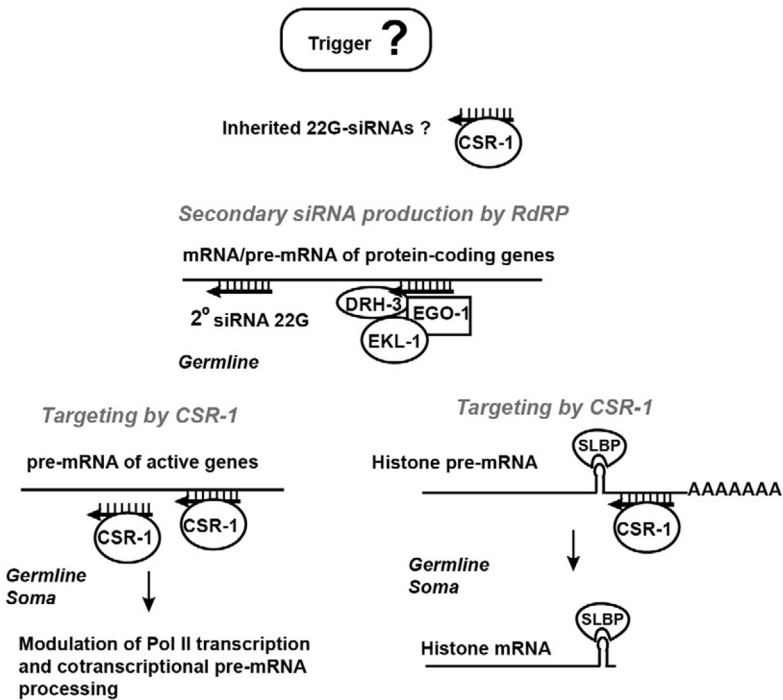 Trigger ?
Inherited 22G-siRNAs ?
CSR-1
Secondary siRNA production by RdRP
mRNA/pre-mRNA of protein-coding genes
2° siRNA 22G
DRH-3
EGO-1
EKL-1
Germline
Targeting by CSR-1
pre-mRNA of active genes
CSR-1
CSR-1
Germline
Soma
Modulation of Pol II transcription
and cotranscriptional pre-mRNA
processing
Targeting by CSR-1
SLBP
Histone pre-mRNA
AAAAAAA
CSR-1
Germline
Soma
SLBP
Histone mRNA